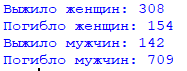 Выжило женщин: 308
Погибло женщин: 154
Выжило мужчин: 142
Погибло мужчин: 709